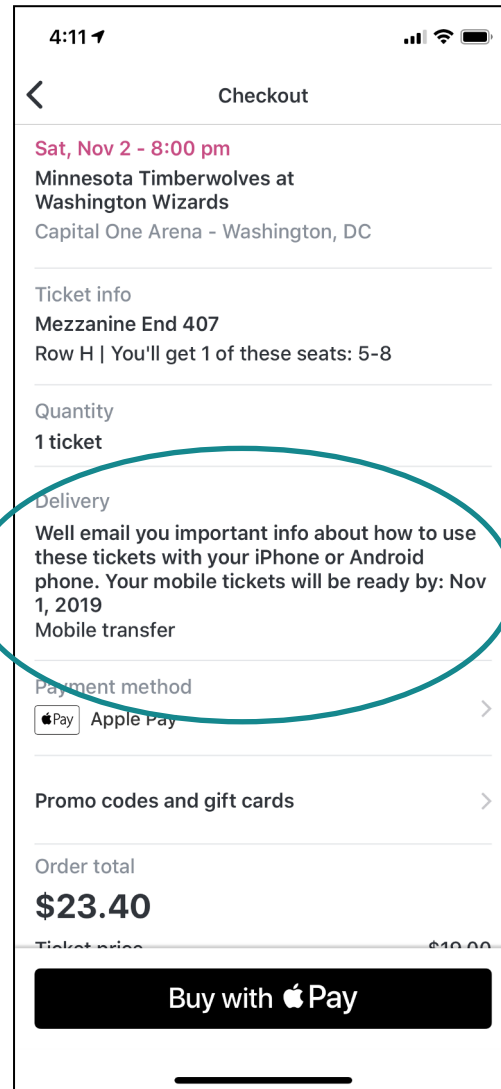 4:11
Checkout
Sat, Nov 2 - 8:00 pm
Minnesota Timberwolves at
Washington Wizards
Capital One Arena - Washington, DC
Ticket info
Mezzanine End 407
Row H | You'll get 1 of these seats: 5-8
Quantity
1 ticket
Delivery
Well email you important info about how to use
these tickets with your iPhone or Android
phone. Your mobile tickets will be ready by: Nov
1, 2019
Mobile transfer
Payment method
Pay Apple Pay
Promo codes and gift cards
Order total
$23.40
Ticket price $19.00
Buy with Pay